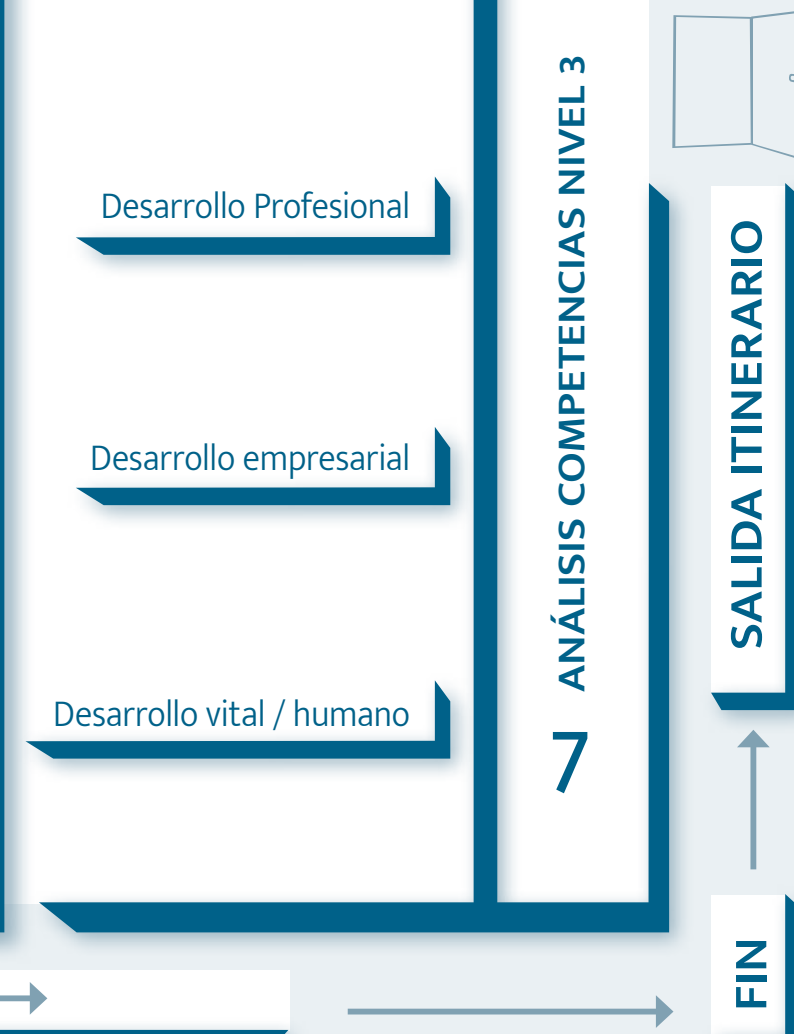 Desarrollo Profesional
Desarrollo empresarial
Desarrollo vital / humano
7 ANÁLISIS COMPETENCIAS NIVEL 3
SALIDA ITINERARIO
FIN